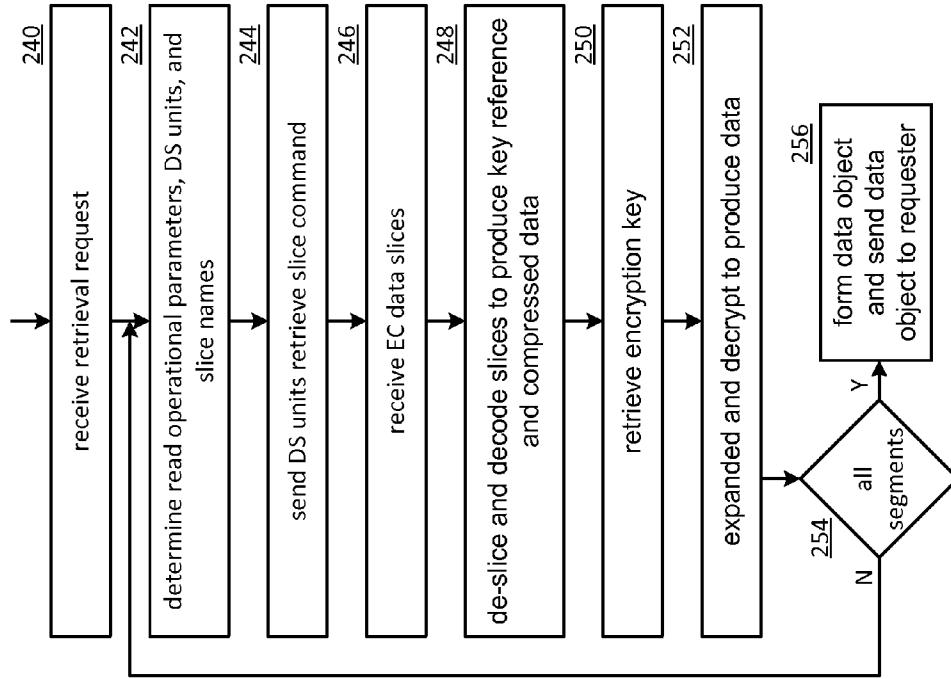 240
receive retrieval request
242
determine read operational parameters, DS units, and
slice names
244
send DS units retrieve slice command
246
receive EC data slices
248
de-slice and decode slices to produce key reference
and compressed data
250
retrieve encryption key
252
expanded and decrypt to produce data
254
all
segments
N
Y
256
form data object
and send data
object to requester